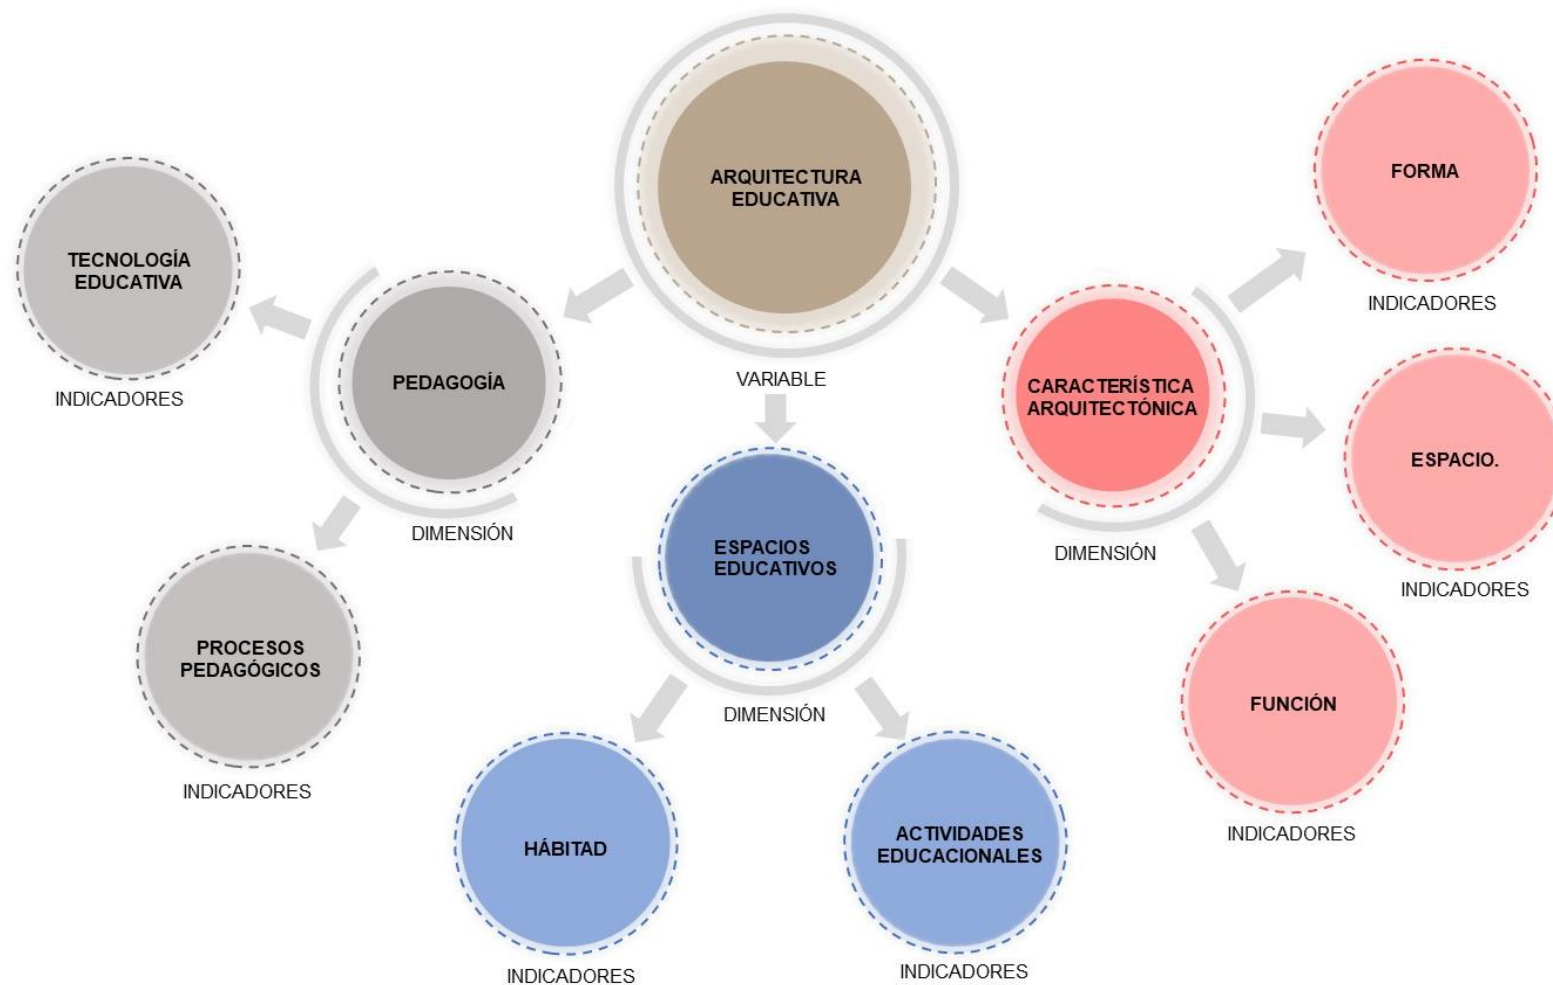 ARQUITECTURA
EDUCATIVA
VARIABLE
TECNOLOGÍA
EDUCATIVA
INDICADORES
PEDAGOGÍA
DIMENSIÓN
PROCESOS
PEDAGÓGICOS
INDICADORES
ESPACIOS
EDUCATIVOS
DIMENSIÓN
HÁBITAD
INDICADORES
ACTIVIDADES
EDUCACIONALES
INDICADORES
CARACTERÍSTICA
ARQUITECTÓNICA
DIMENSIÓN
FORMA
INDICADORES
ESPACIO.
INDICADORES
FUNCIÓN
INDICADORES